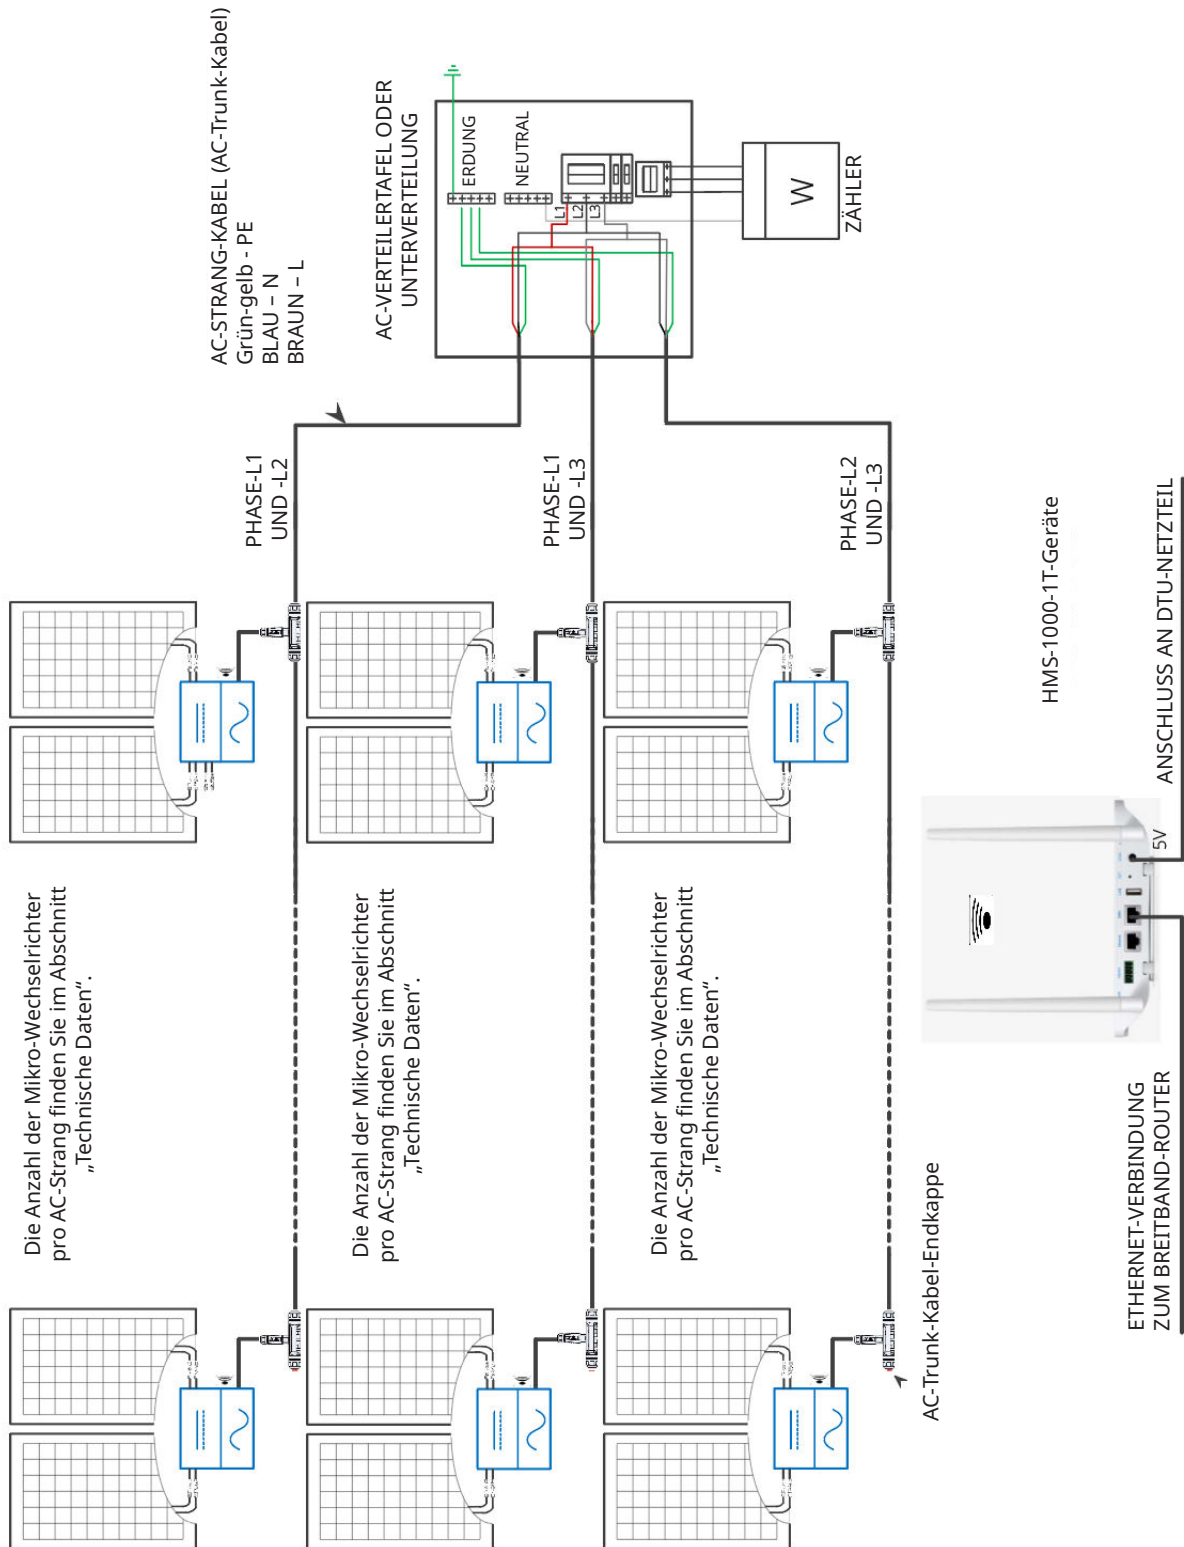 AC-STRANG-KABEL (AC-Trunk-Kabel)
Grün-gelb - PE
BLAU – N
BRAUN – L
AC-VERTEILERTAFEL ODER
UNTERVERTEILUNG
ERDUNG
NEUTRAL
L1
L2
L3
W
ZÄHLER
PHASE-L1
UND -L2
PHASE-L1
UND -L3
PHASE-L2
UND -L3
Die Anzahl der Mikro-Wechselrichter
pro AC-Strang finden Sie im Abschnitt
„Technische Daten“.
Die Anzahl der Mikro-Wechselrichter
pro AC-Strang finden Sie im Abschnitt
„Technische Daten“.
Die Anzahl der Mikro-Wechselrichter
pro AC-Strang finden Sie im Abschnitt
„Technische Daten“.
HMS-1000-1T-Geräte
AC-Trunk-Kabel-Endkappe
5V
ANSCHLUSS AN DTU-NETZTEIL
ETHERNET-VERBINDUNG
ZUM BREITBAND-ROUTER